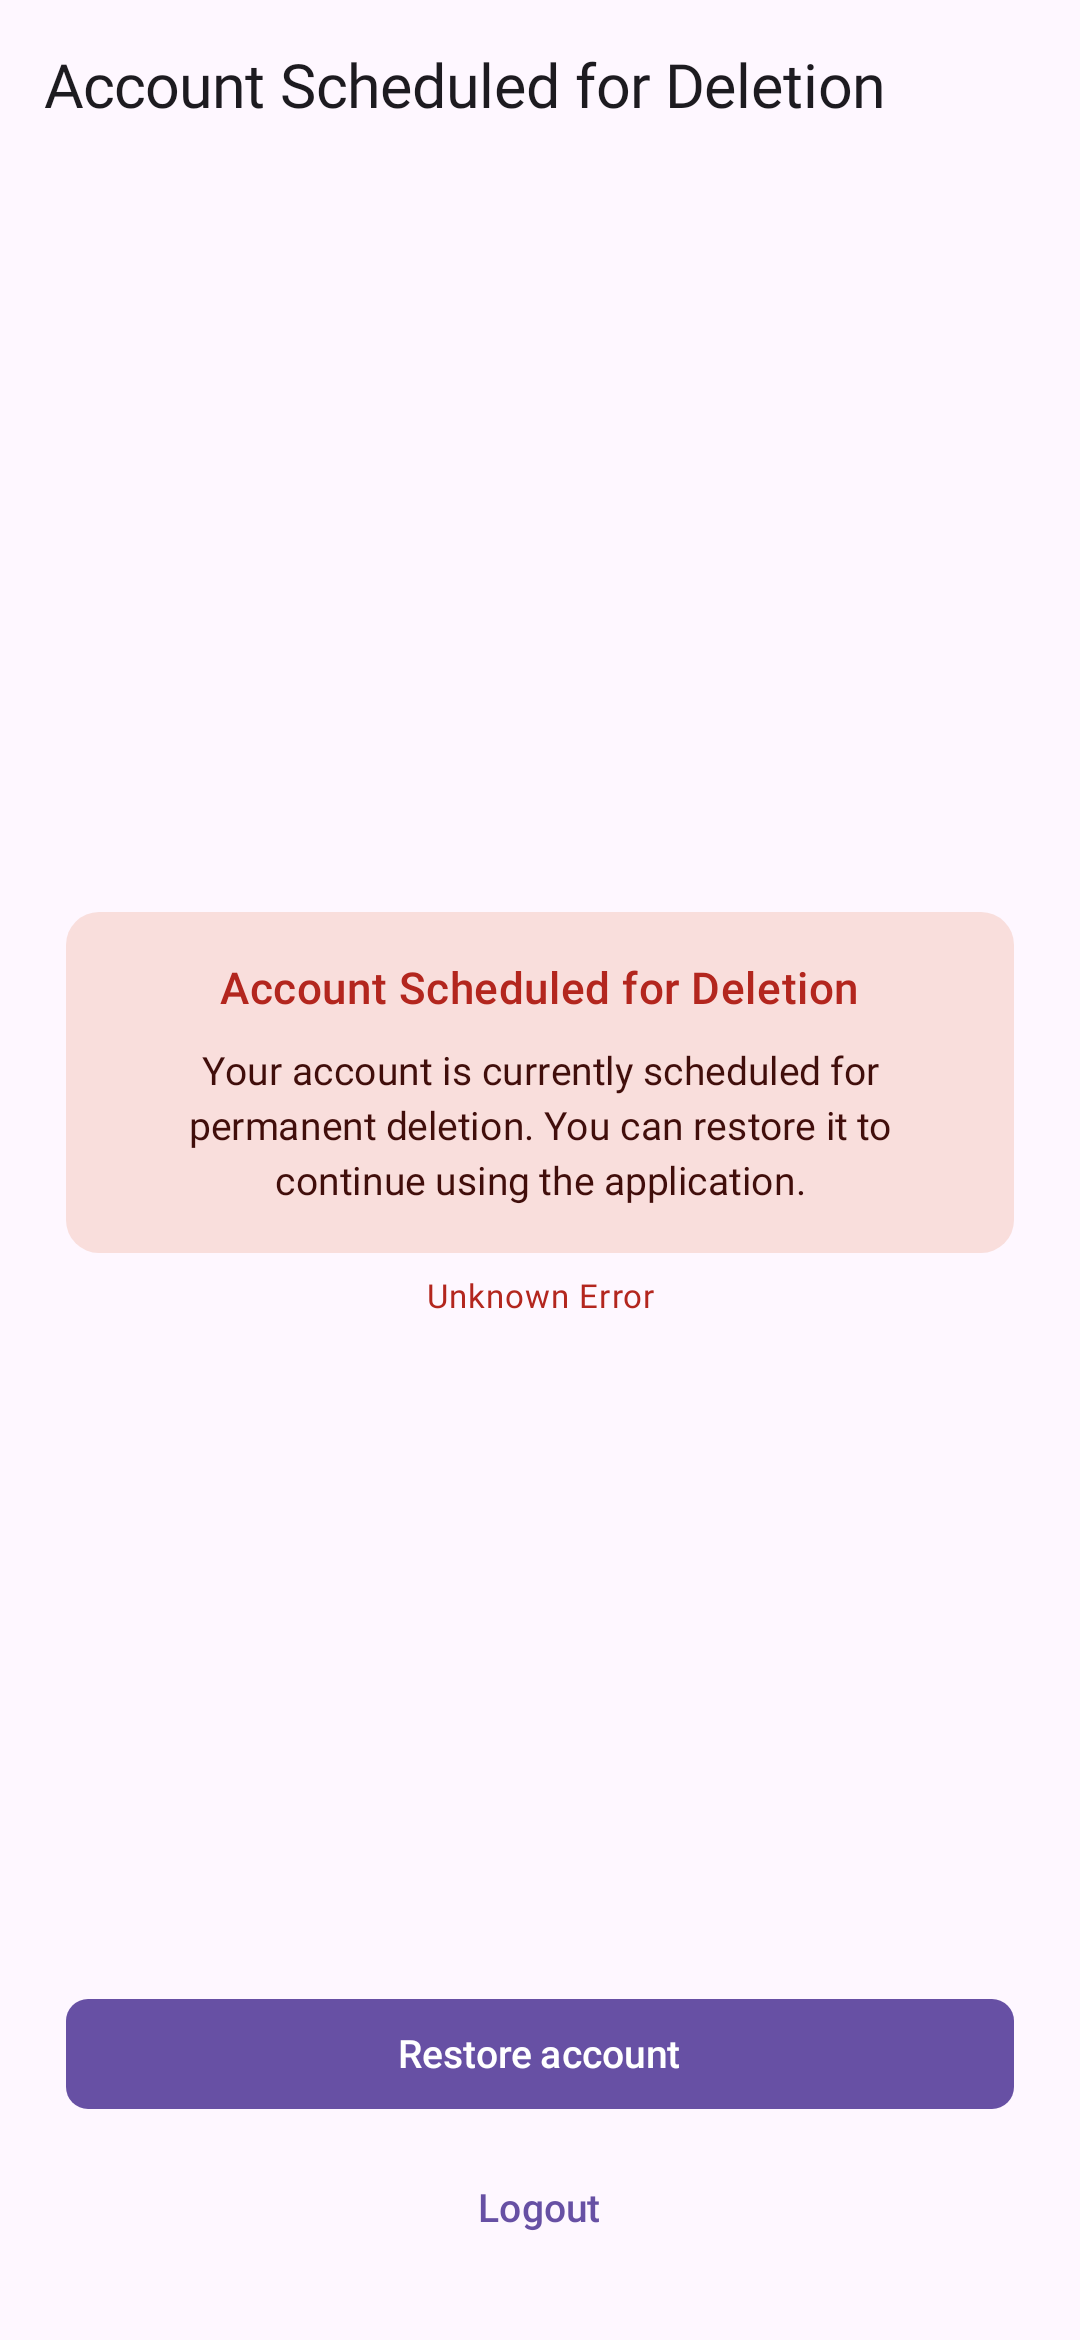 Account Scheduled for Deletion
Account Scheduled for Deletion
Your account is currently scheduled for
permanent deletion. You can restore it to
continue using the application.
Unknown Error
Restore account
Logout